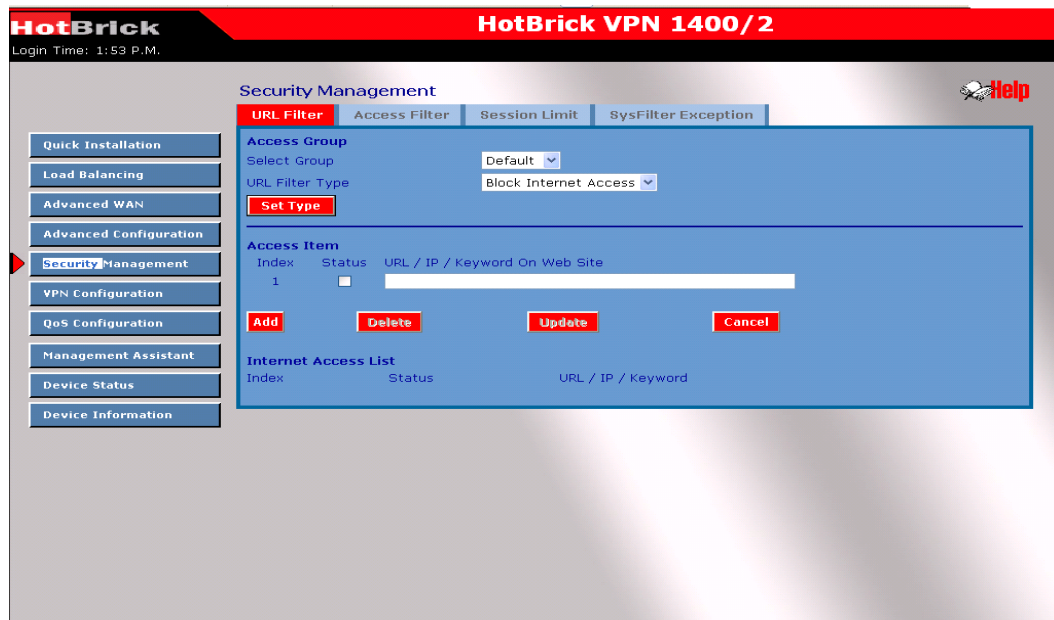 HotBrick
HotBrick VPN 1400/2
Login Time: 1:53 P.M.
Security Management
Help
URL Filter Access Filter Session Limit SysFilter Exception
Quick Installation
Load Balancing
Advanced WAN
Advanced Configuration
Security Management
VPN Configuration
QoS Configuration
Management Assistant
Device Status
Device Information
Access Group
Select Group Default
URL Filter Type Block Internet Access
Set Type
Access Item
Index Status URL / IP / Keyword On Web Site
1
Add Delete Update Cancel
Internet Access List
Index Status URL / IP / Keyword